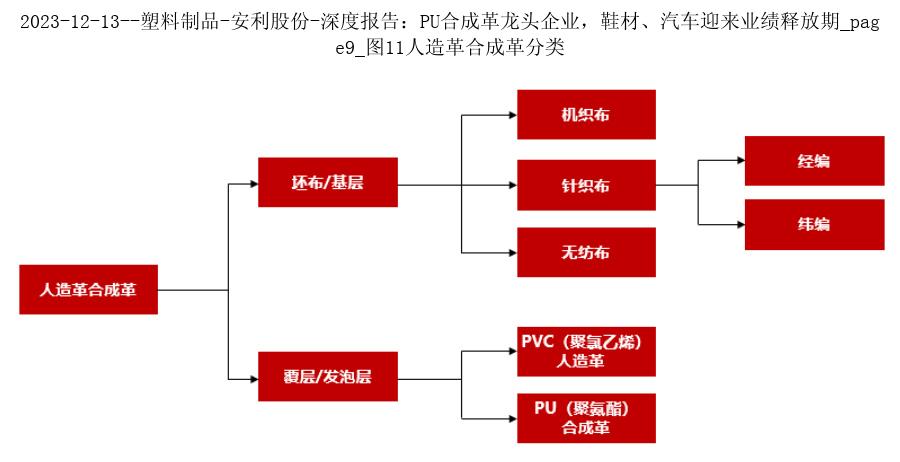 2023-12-13--塑料制品-安利股份-深度报告：PU合成革龙头企业，鞋材、汽车迎来业绩释放期_pag
e9_图11人造革合成革分类
机织布
经编
坯布/基层
针织布
纬编
无纺布
人造革合成革
PVC（聚氯乙烯）
人造革
覆层/发泡层
PU（聚氨酯）
合成革